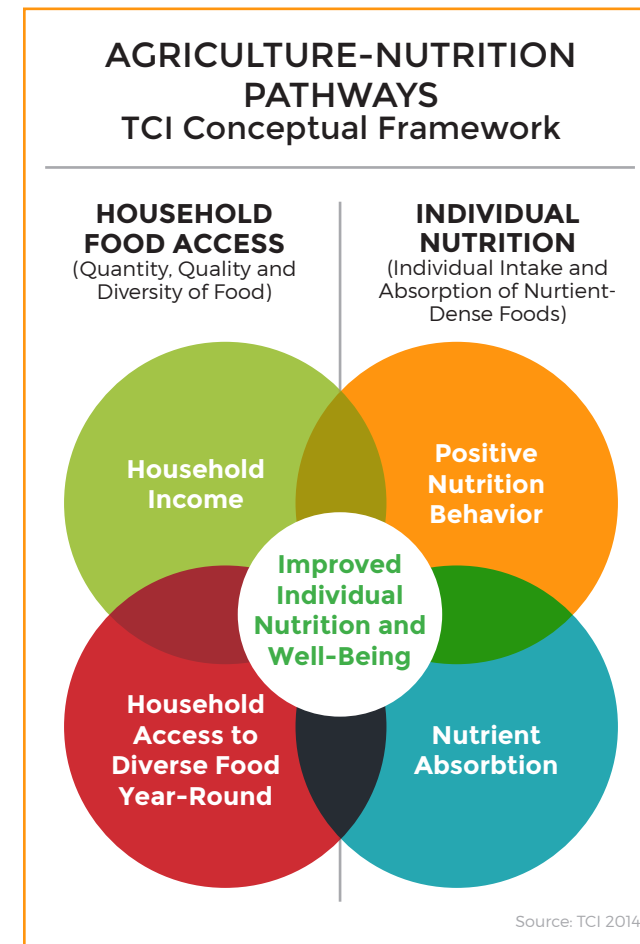 AGRICULTURE-NUTRITION
PATHWAYS
TCI Conceptual Framework
HOUSEHOLD
FOOD ACCESS
(Quantity, Quality and
Diversity of Food)
INDIVIDUAL
NUTRITION
(Individual Intake and
Absorption of Nurtient-
Dense Foods)
Household
Income
Positive
Nutrition
Behavior
Improved
Individual
Nutrition and
Well-Being
Household
Access to
Diverse Food
Year-Round
Nutrient
Absorbtion
Source: TCI 2014